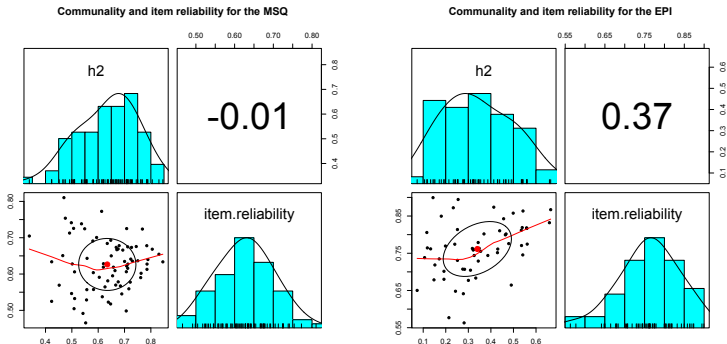 Communality and item reliability for the MSQ
Communality and item reliability for the EPI
0.50 0.60 0.70 0.80
0.55 0.65 0.75 0.85
h2
-0.01
0.4 0.5 0.6 0.7 0.8
h2
0.37
0.1 0.2 0.3 0.4 0.5 0.6
0.50 0.60 0.70 0.80
item.reliability
0.55 0.65 0.75 0.85
item.reliability
0.4 0.5 0.6 0.7 0.8
0.1 0.2 0.3 0.4 0.5 0.6